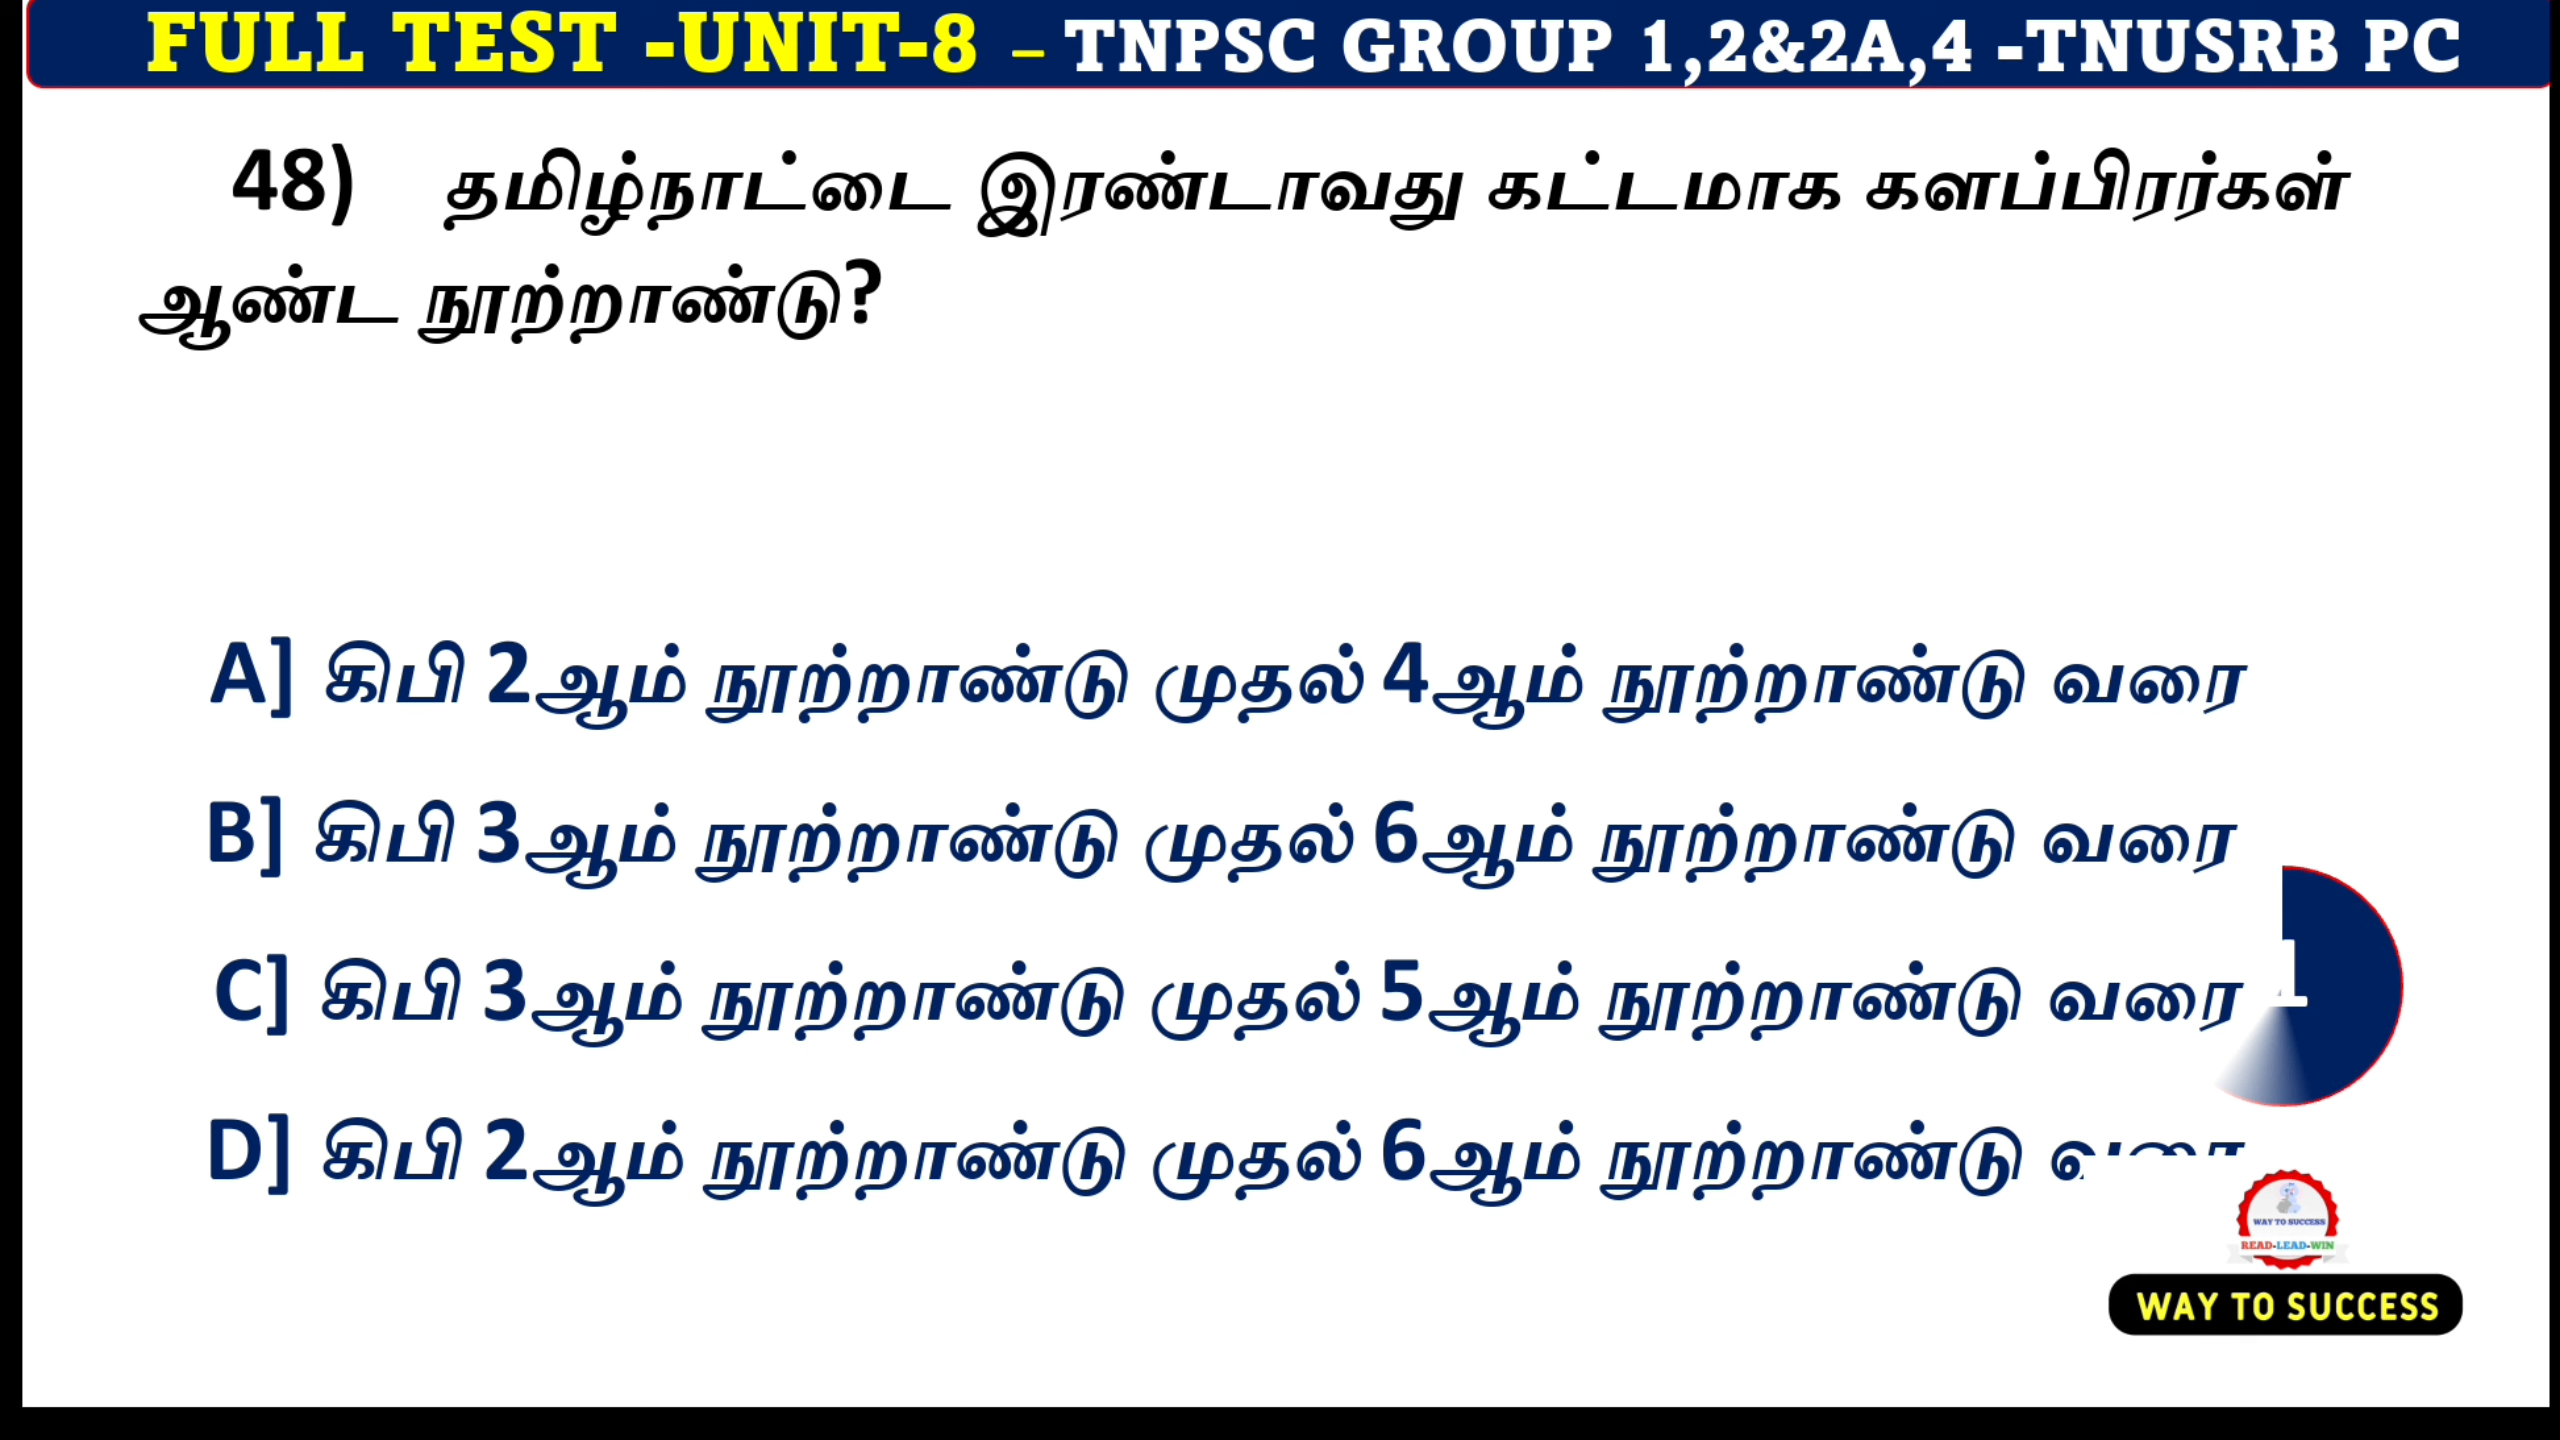 FULL TEST -UNIT-8 – TNPSC GROUP 1,2&2A,4 -TNUSRB PC
48) தமிழ்நாட்டை இரண்டாவது கட்டமாக களப்பிரர்கள்
ஆண்ட நூற்றாண்டு?
A] கிபி 2ஆம் நூற்றாண்டு முதல் 4ஆம் நூற்றாண்டு வரை
B] கிபி 3ஆம் நூற்றாண்டு முதல் 6ஆம் நூற்றாண்டு வரை
C] கிபி 3ஆம் நூற்றாண்டு முதல் 5ஆம் நூற்றாண்டு வரை
1
D] கிபி 2ஆம் நூற்றாண்டு முதல் 6ஆம் நூற்றாண்டு வரை
WAY TO SUCCESS
READ-LEAD-WIN
WAY TO SUCCESS